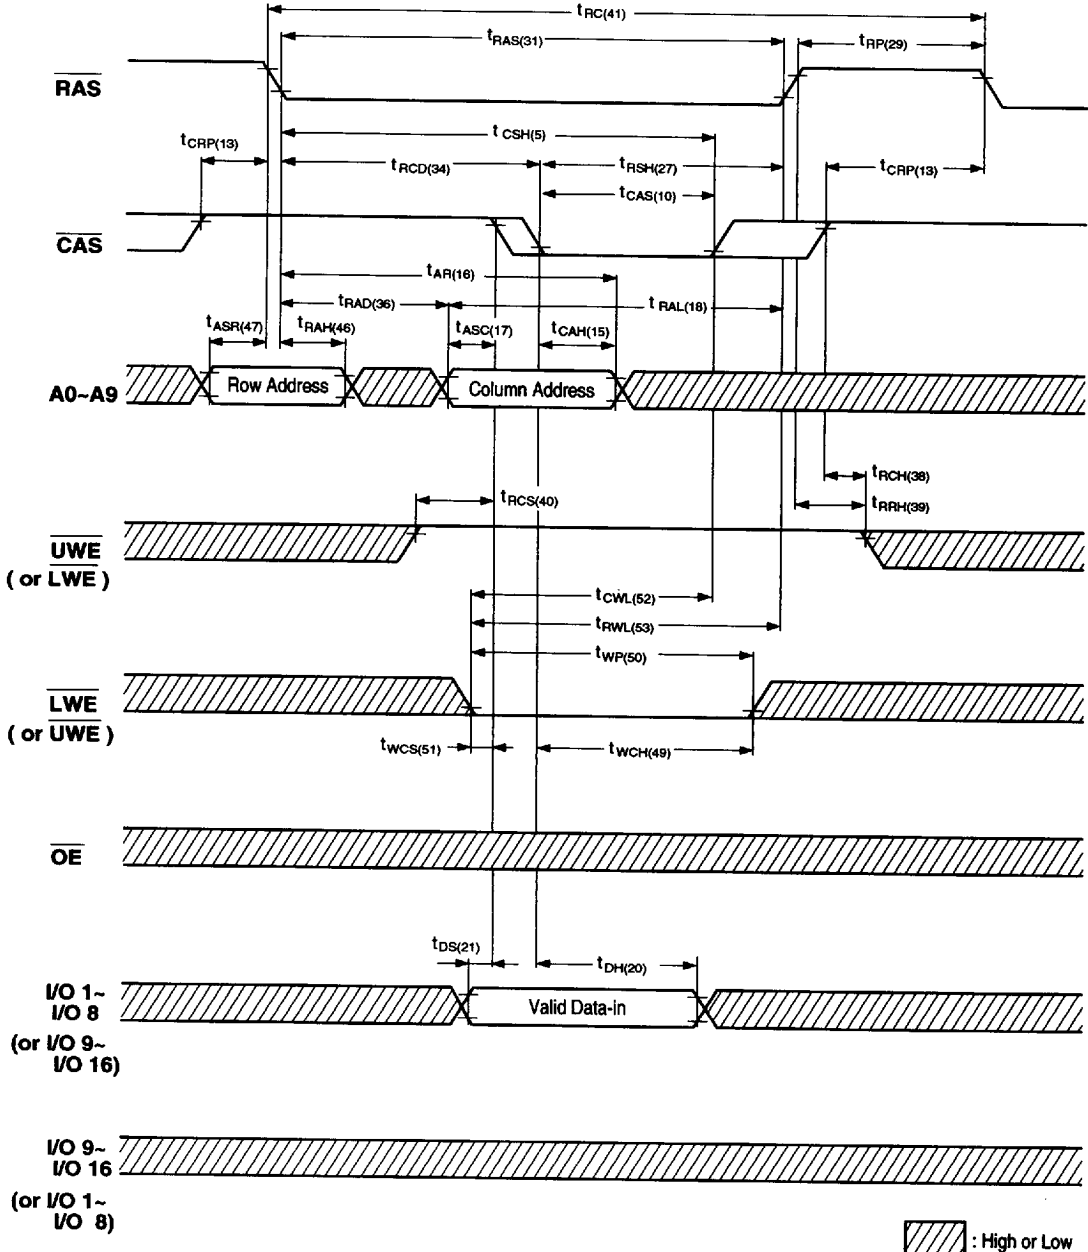 tRC(41)
tRAS(31)
tRP(29)
RAS
tCSH(5)
tCRP(13)
tRCD(34)
tRSH(27)
tCRP(13)
tCAS(10)
CAS
tAR(16)
tRAD(36)
tRAL(18)
tASR(47)
tRAH(46)
tASC(17)
tCAH(15)
A0~A9
Row Address
Column Address
tRCS(40)
tRCH(38)
tRRH(39)
UWE
( or LWE )
tCWL(52)
tRWL(53)
tWP(50)
LWE
( or UWE )
tWCS(51)
tWCH(49)
OE
tDS(21)
tDH(20)
I/O 1~
I/O 8
Valid Data-in
(or I/O 9~
I/O 16)
I/O 9~
I/O 16
(or I/O 1~
I/O 8)
: High or Low